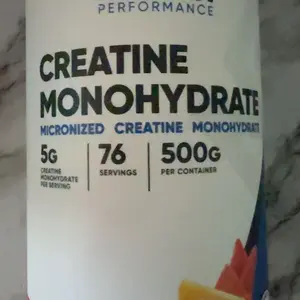 PERFORMANCE
CREATINE
MONOHYDRATE
MICRONIZED CREATINE MONOHYDRATE
5G 76 500G
CREATINE MONOHYDRATE PER SERVING SERVINGS PER CONTAINER